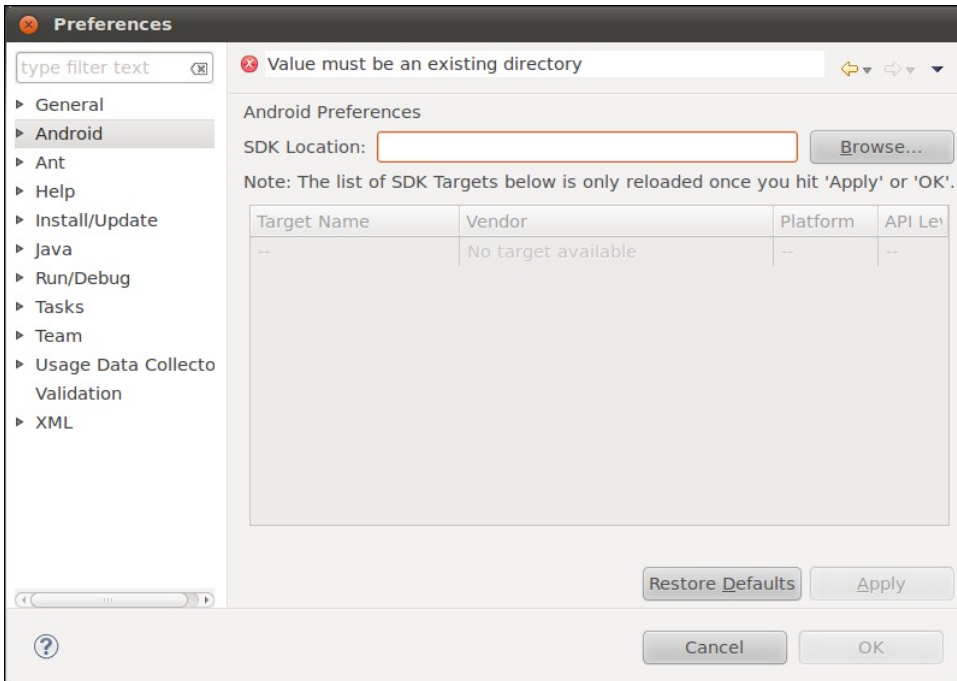 Preferences
type filter text
General
Android
Ant
Help
Install/Update
Java
Run/Debug
Tasks
Team
Usage Data Collecto
Validation
XML
Value must be an existing directory
Android Preferences
SDK Location: Browse...
Note: The list of SDK Targets below is only reloaded once you hit 'Apply' or 'OK'.
Target Name Vendor Platform API Lev
-- No target available -- --
Restore Defaults Apply
? Cancel OK